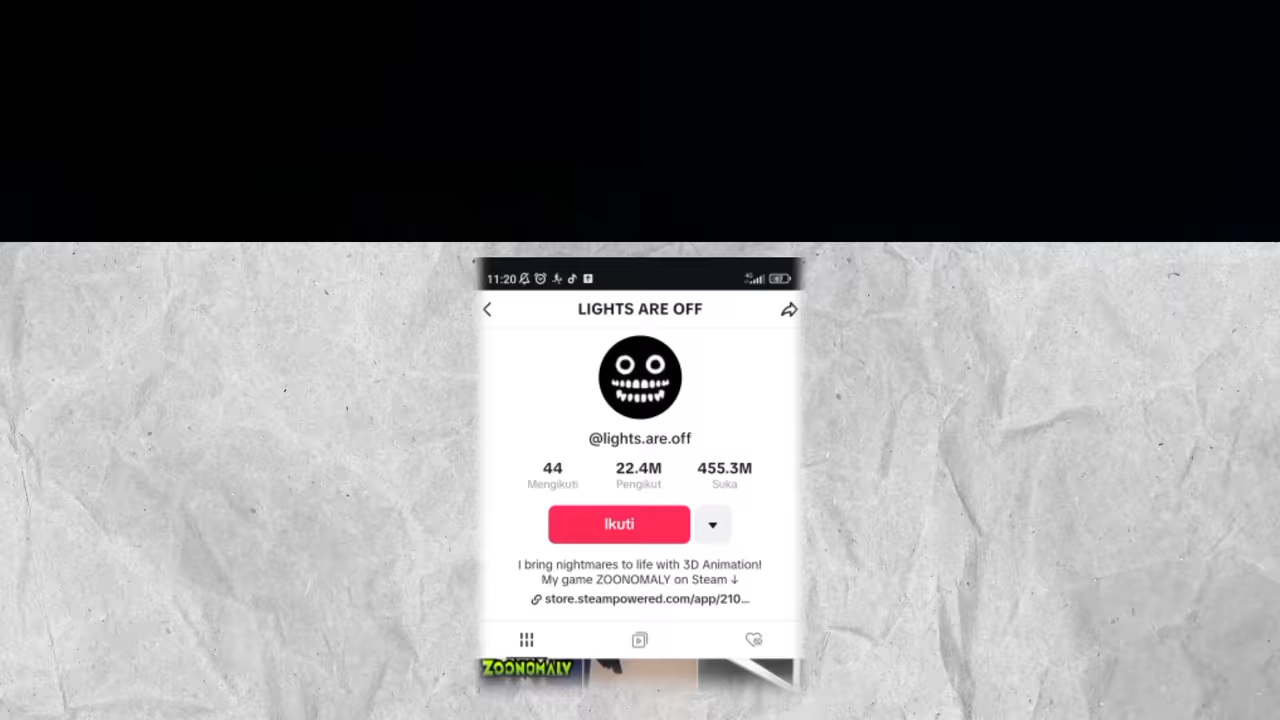 11:20
LIGHTS ARE OFF
@lights.are.off
44 22.4M 455.3M
Mengikuti Pengikut Suka
Ikuti
I bring nightmares to life with 3D Animation!
My game ZOONOMALY on Steam ↓
store.steampowered.com/app/210...
ZOONOMALY